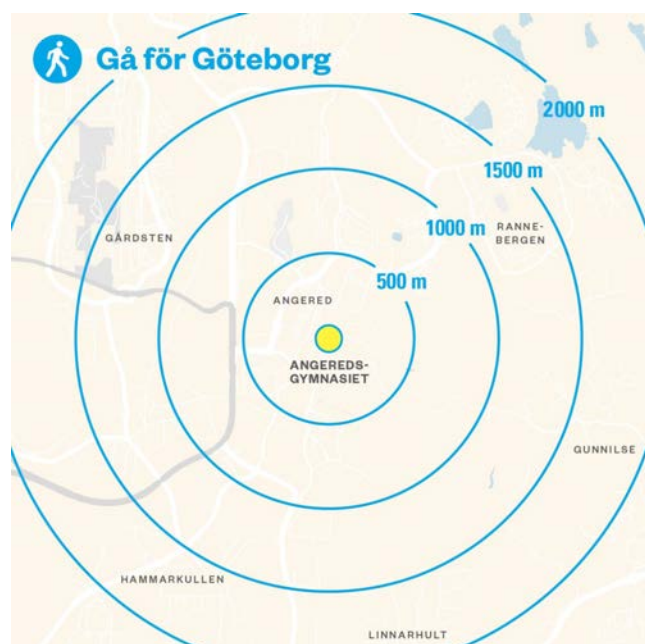 Gå för Göteborg
2000 m
1500 m
1000 m
RANNE-
BERGEN
GÅRDSTEN
500 m
ANGERED
ANGEREDS-
GYMNASIET
GUNNILSE
HAMMARKULLEN
LINNARHULT